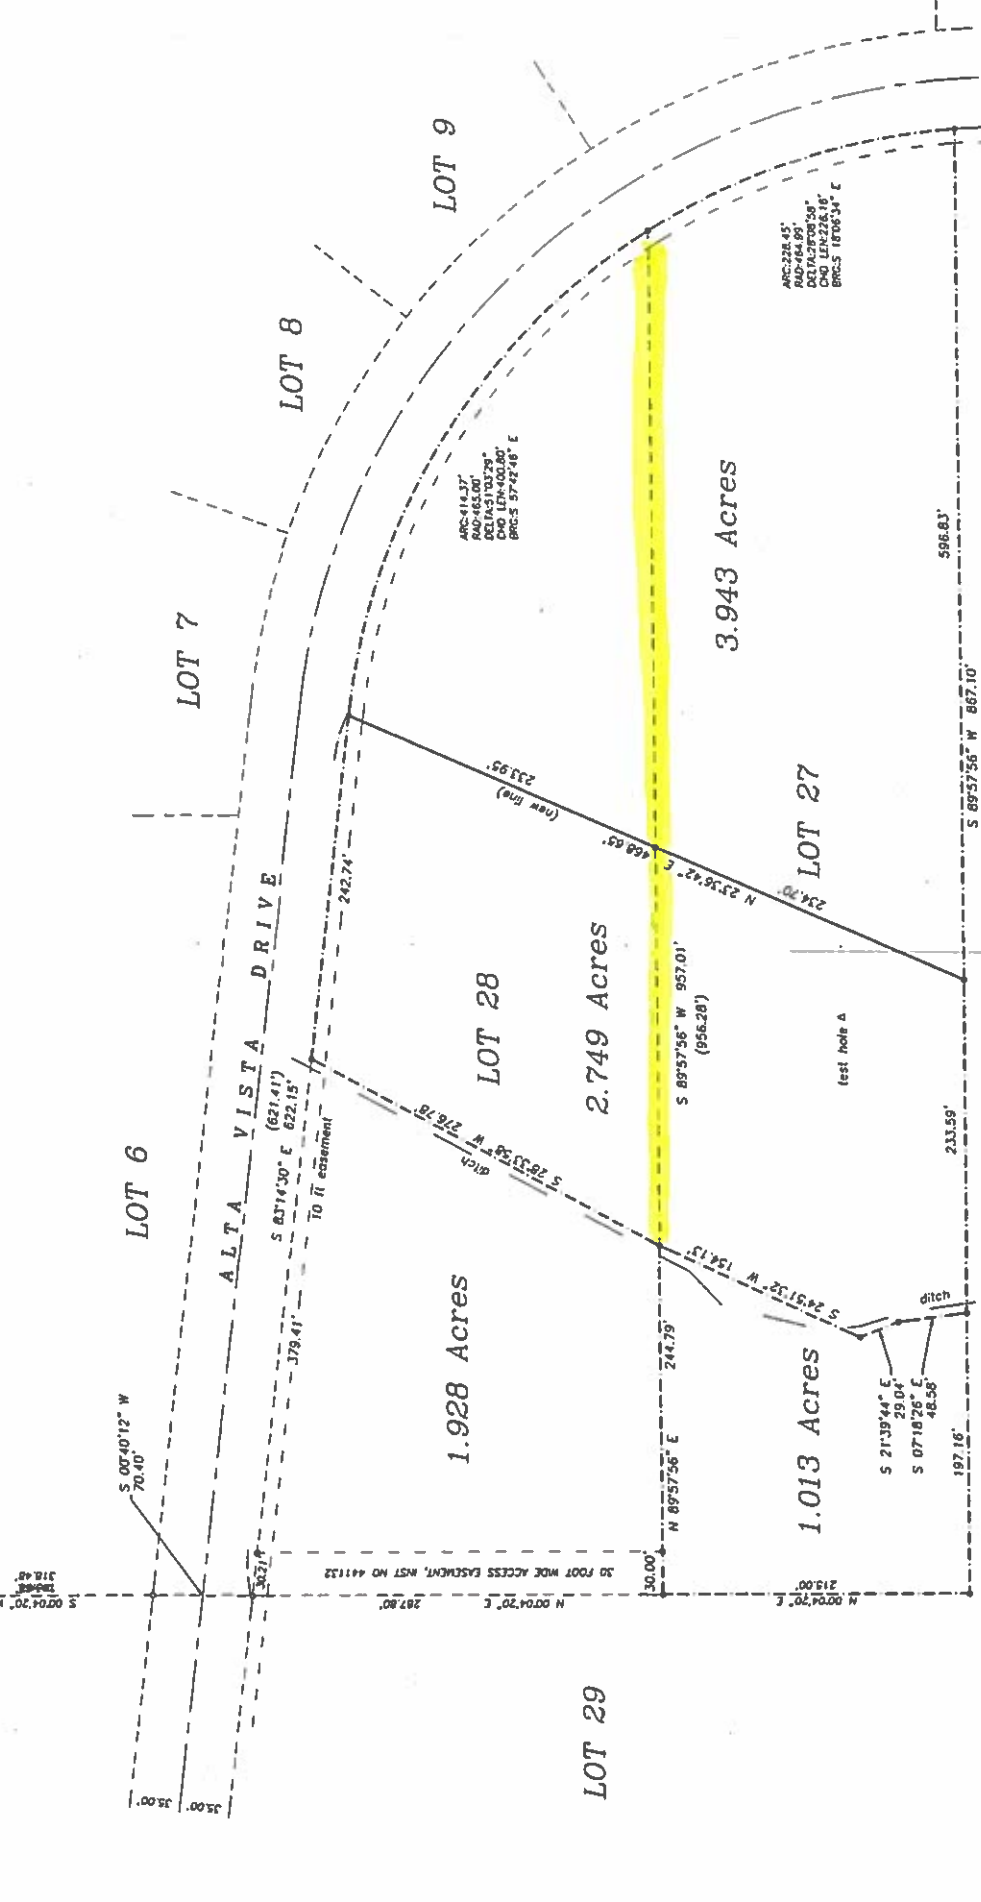 LOT 9
LOT 8
LOT 7
LOT 6
ALTA VISTA DRIVE
ARC:228.45'
RAD:464.99'
DELTA:28°08'58"
CHD LEN:226.16'
BRG:S 18°06'34" E
ARC:414.37'
RAD:465.00'
DELTA:51°03'29"
CHD LEN:400.80'
BRG:S 57°42'46" E
3.943 Acres
596.83'
S 89°57'56" W 867.10'
LOT 27
233.95'
(new line)
468.65'
N 23°36'42" E
234.70'
242.74'
LOT 28
2.749 Acres
S 89°57'56" W 957.01'
(956.28')
test hole
233.59'
(621.41')
S 83°14'30" E 622.15'
10 ft easement
S 28°33'58" W 276.78'
ditch
379.41'
1.928 Acres
S 24°51'32" W 154.13'
ditch
244.79'
N 89°57'56" E
1.013 Acres
S 21°39'44" E
29.04'
S 07°18'26" E
48.58'
197.16'
S 00°40'12" W
70.40'
318.48'
S 00°04'20"
30.21'
30 FOOT WIDE ACCESS EASEMENT, INST NO 441132
30.00'
N 00°04'20" E 287.80'
N 00°04'20" E 215.00'
LOT 29
35.00'
35.00'